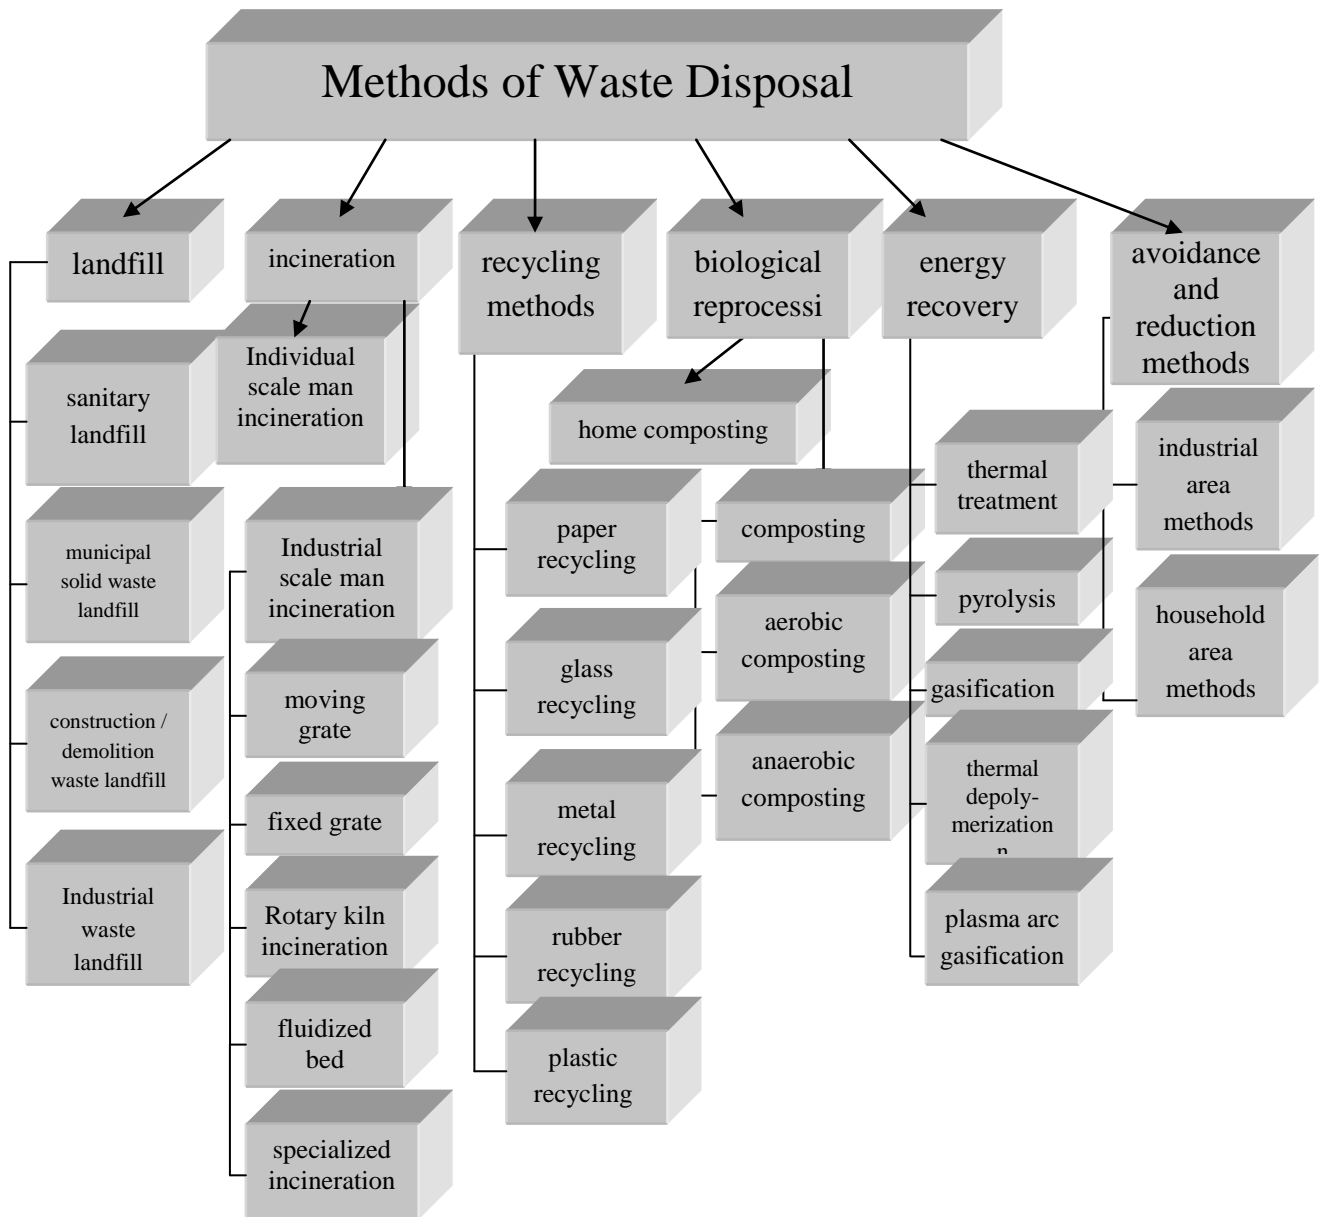 Methods of Waste Disposal
landfill
incineration
recycling
methods
biological
reprocessi
energy
recovery
avoidance
and
reduction
methods
sanitary
landfill
municipal
solid waste
landfill
construction /
demolition
waste landfill
Industrial
waste
landfill
Individual
scale man
incineration
Industrial
scale man
incineration
moving
grate
fixed grate
Rotary kiln
incineration
fluidized
bed
specialized
incineration
paper
recycling
glass
recycling
metal
recycling
rubber
recycling
plastic
recycling
home composting
composting
aerobic
composting
anaerobic
composting
thermal
treatment
pyrolysis
gasification
thermal
depoly-
merization
n
plasma arc
gasification
industrial
area
methods
household
area
methods